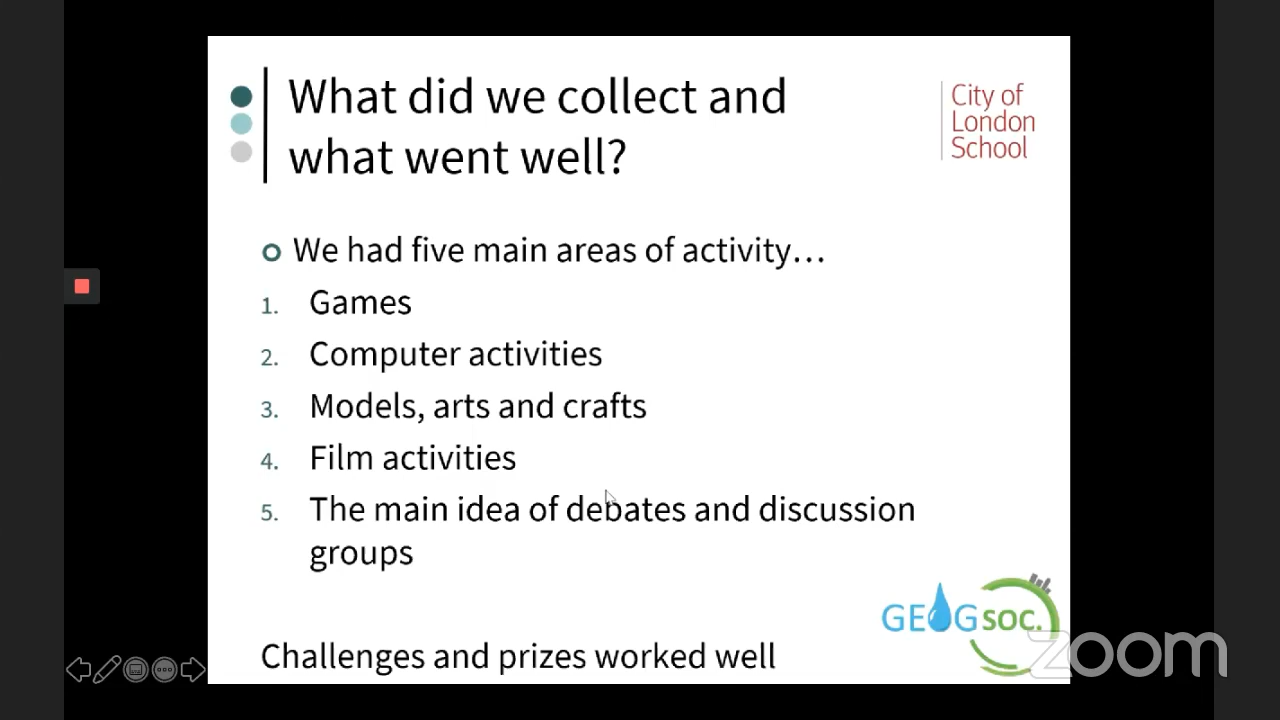 What did we collect and
what went well?
City of
London
School
We had five main areas of activity…
1. Games
2. Computer activities
3. Models, arts and crafts
4. Film activities
5. The main idea of debates and discussion
groups
GEOGSOC.
Challenges and prizes worked well
zoom